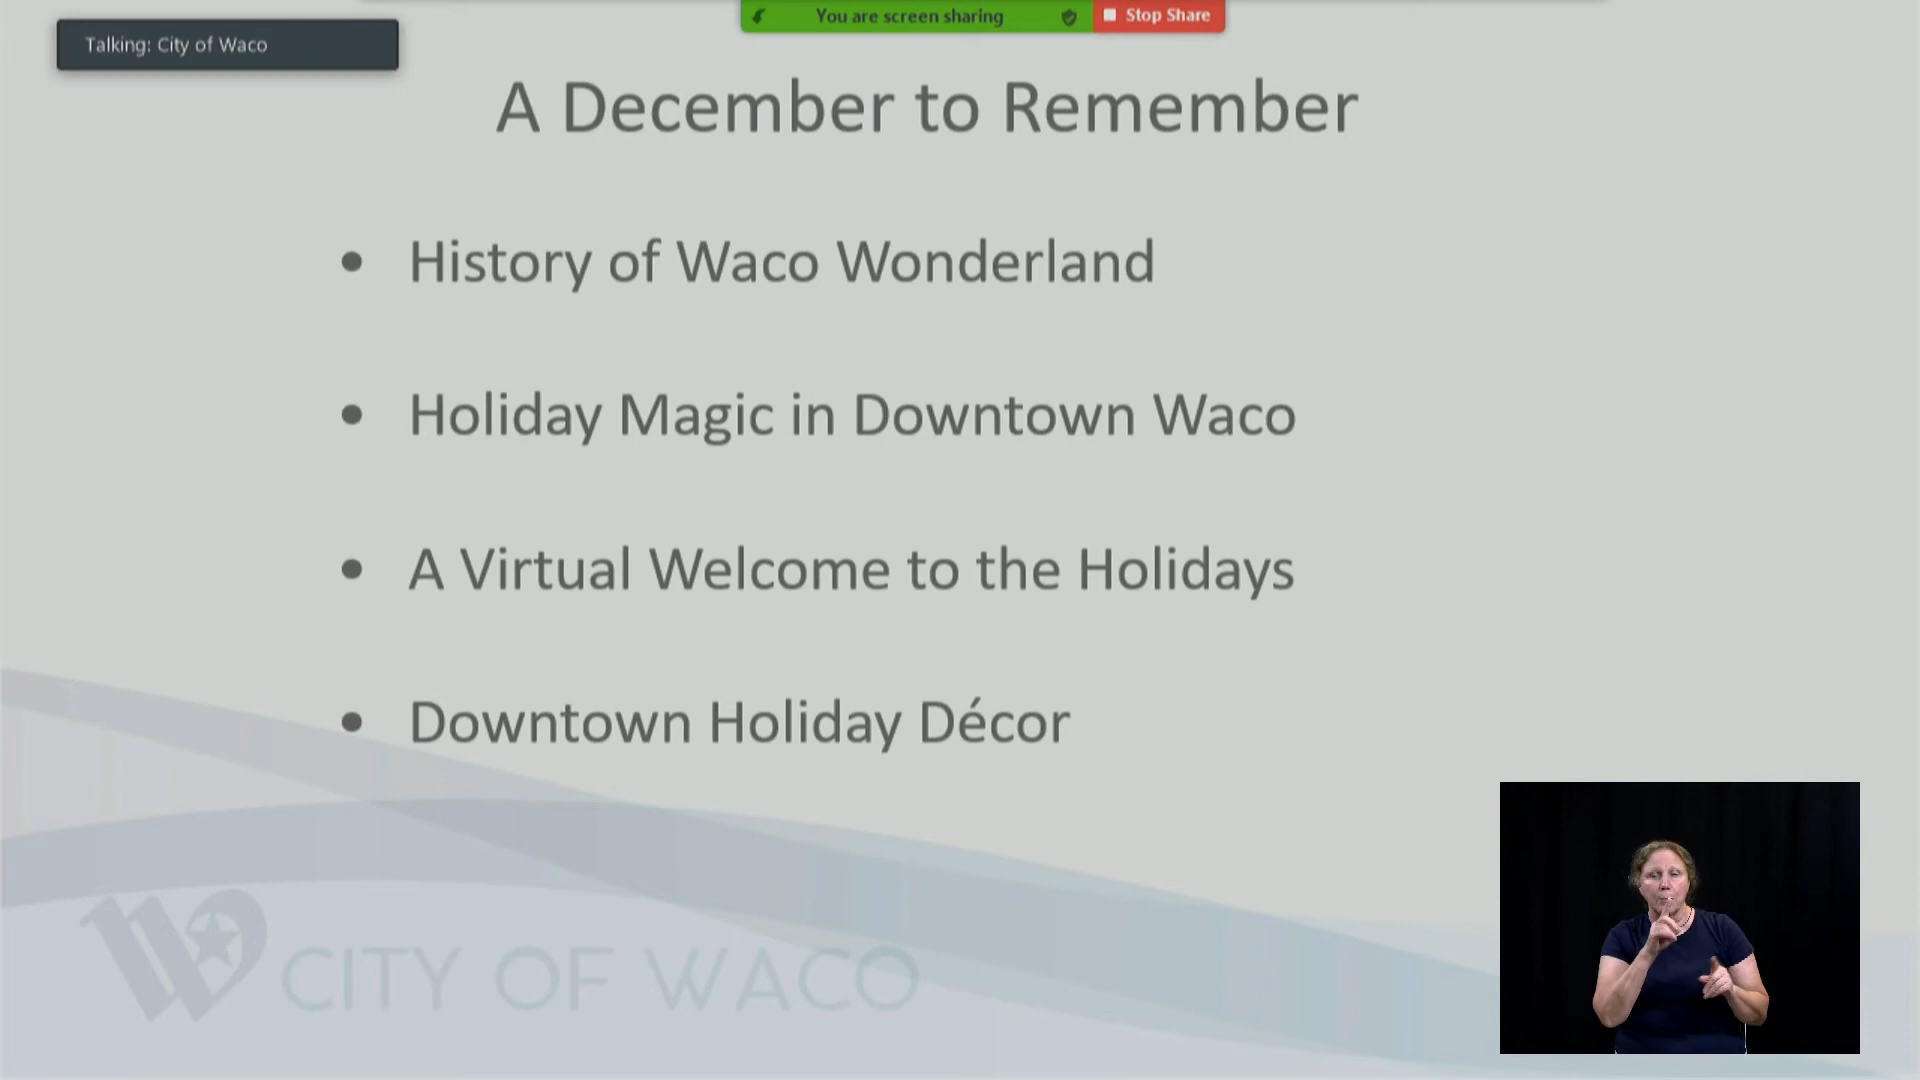 You are screen sharing
Stop Share
Talking: City of Waco
A December to Remember
• History of Waco Wonderland
• Holiday Magic in Downtown Waco
• A Virtual Welcome to the Holidays
• Downtown Holiday Décor
W CITY OF WACO